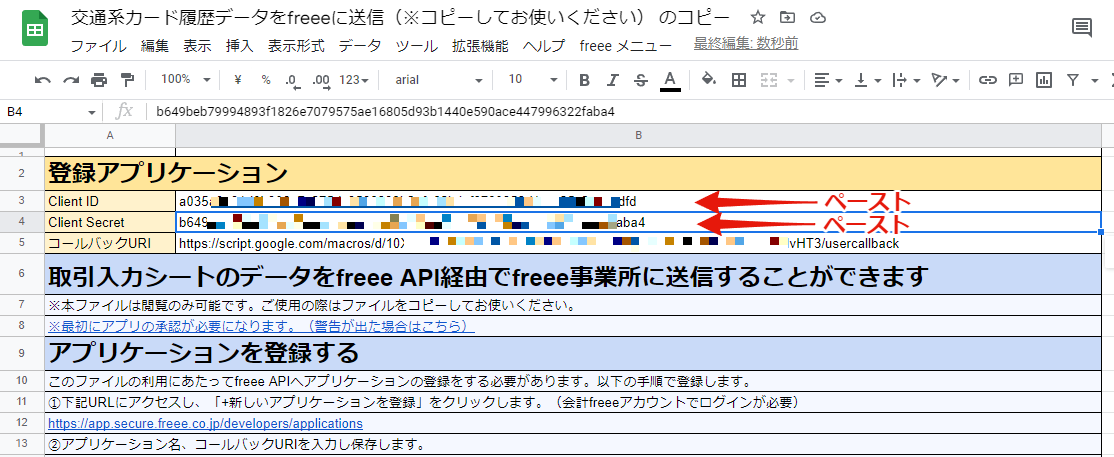 交通系カード履歴データをfreeeに送信（※コピーしてお使いください） のコピー
ファイル 編集 表示 挿入 表示形式 データ ツール 拡張機能 ヘルプ freee メニュー 最終編集: 数秒前
100% ¥ % .0 .00 123 arial 10 B I S A
B4 fx b649beb79994893f1826e7079575ae16805d93b1440e590ace447996322faba4
A B
1
2 登録アプリケーション
3 Client ID a035 dfd ペースト
4 Client Secret b649 aba4 ペースト
5 コールバックURI https://script.google.com/macros/d/10 vHT3/usercallback
6 取引入力シートのデータをfreee API経由でfreee事業所に送信することができます
7 ※本ファイルは閲覧のみ可能です。ご使用の際はファイルをコピーしてお使いください。
8 ※最初にアプリの承認が必要になります。（警告が出た場合はこちら）
9 アプリケーションを登録する
10 このファイルの利用にあたってfreee APIへアプリケーションの登録をする必要があります。以下の手順で登録します。
11 ①下記URLにアクセスし、「+新しいアプリケーションを登録」をクリックします。（会計freeeアカウントでログインが必要）
12 https://app.secure.freee.co.jp/developers/applications
13 ②アプリケーション名、コールバックURIを入力し保存します。